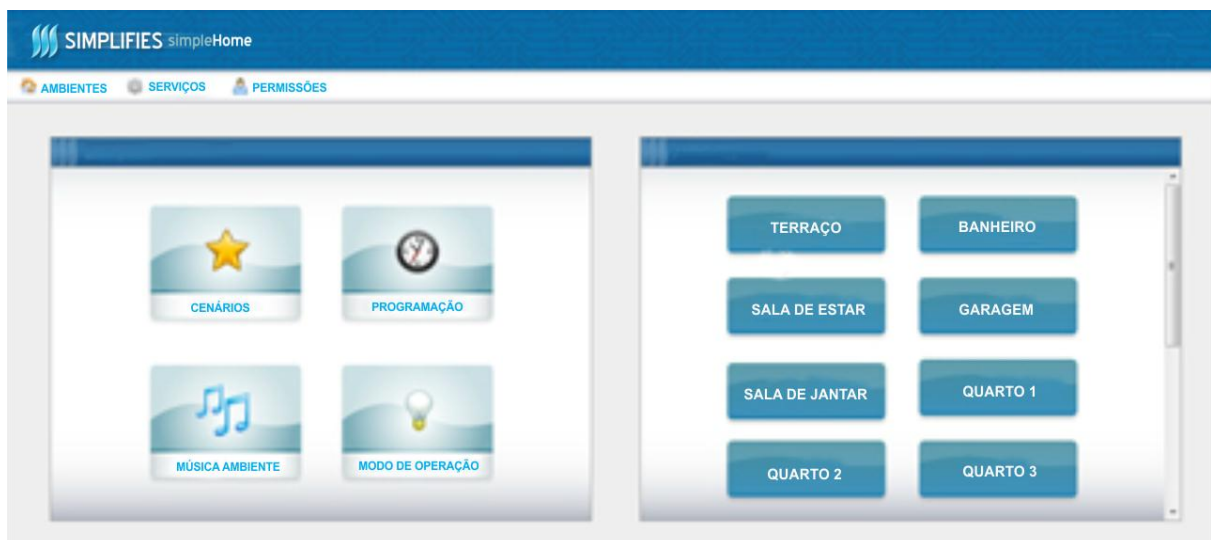 SIMPLIFIES simpleHome
AMBIENTES SERVIÇOS PERMISSÕES
CENÁRIOS PROGRAMAÇÃO
MÚSICA AMBIENTE MODO DE OPERAÇÃO
TERRAÇO BANHEIRO
SALA DE ESTAR GARAGEM
SALA DE JANTAR QUARTO 1
QUARTO 2 QUARTO 3